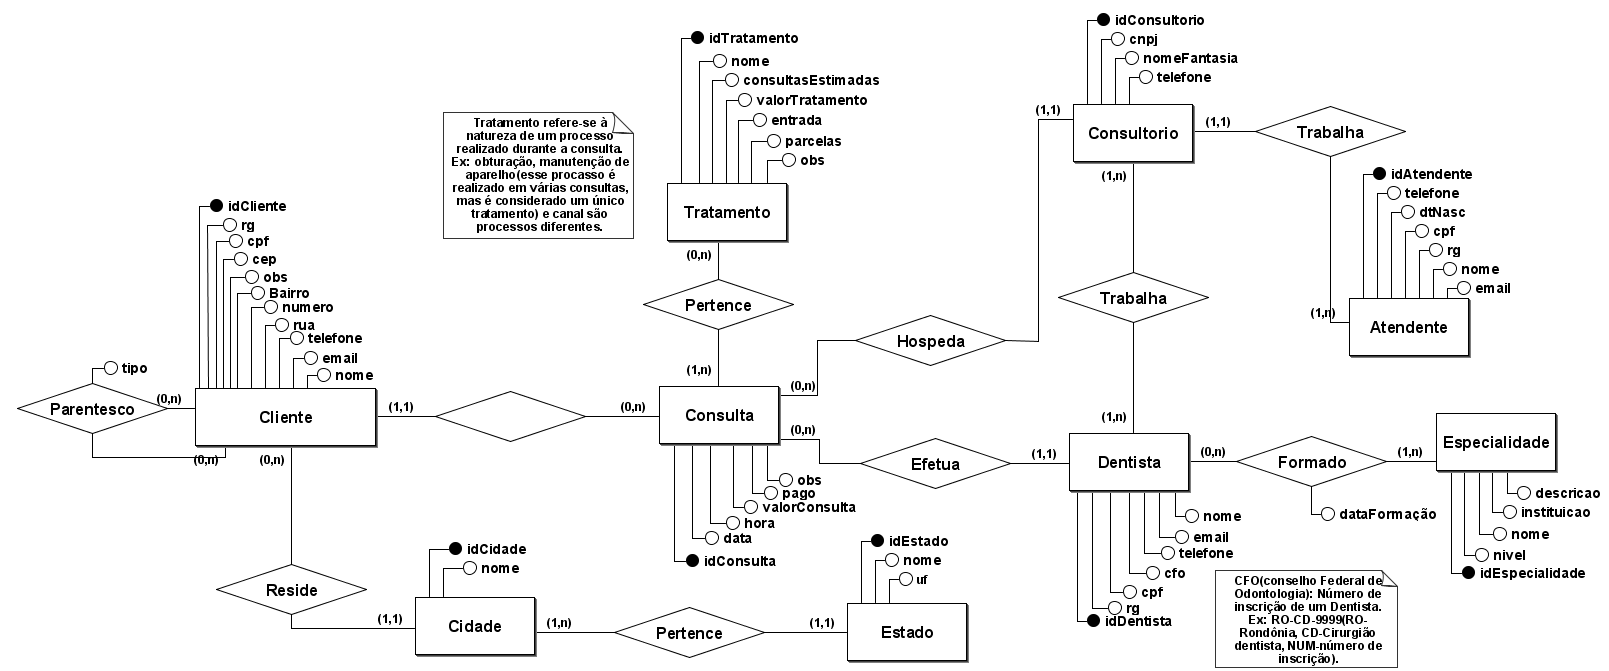 idConsultorio
cnpj
nomeFantasia
telefone
(1,1)
Consultorio
(1,1)
Trabalha
(1,n)
idAtendente
telefone
dtNasc
cpf
rg
nome
email
(1,n)
Atendente
idTratamento
nome
consultasEstimadas
valorTratamento
entrada
parcelas
obs
Tratamento
(0,n)
Pertence
(1,n)
Tratamento refere-se à
natureza de um processo
realizado durante a consulta.
Ex: obturação, manutenção de
aparelho(esse procasso é
realizado em várias consultas,
mas é considerado um único
tratamento) e canal são
processos diferentes.
idCliente
rg
cpf
cep
obs
Bairro
numero
rua
telefone
email
nome
tipo
Parentesco
(0,n)
(0,n)
Cliente
(1,1)
(0,n)
(0,n)
Consulta
(0,n)
Hospeda
(0,n)
Efetua
(1,1)
obs
pago
valorConsulta
hora
data
idConsulta
Trabalha
(1,n)
Dentista
(0,n)
Formado
(1,n)
dataFormação
Especialidade
descricao
instituicao
nome
nivel
idEspecialidade
nome
email
telefone
cfo
cpf
rg
idDentista
CFO(conselho Federal de
Odontologia): Número de
inscrição de um Dentista.
Ex: RO-CD-9999(RO-
Rondónia, CD-Cirurgião
dentista, NUM-número de
inscrição).
Reside
(1,1)
idCidade
nome
Cidade
(1,n)
Pertence
(1,1)
idEstado
nome
uf
Estado